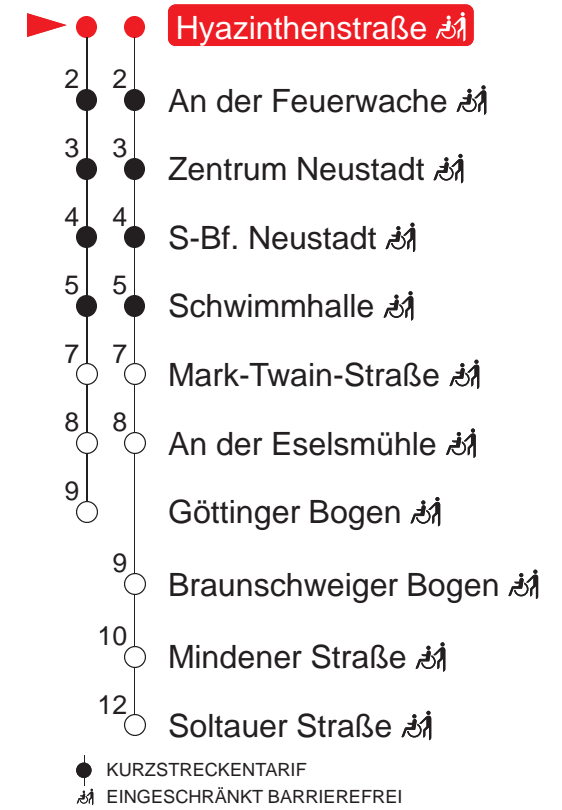 Hyazinthenstraße
2 2 An der Feuerwache
3 3 Zentrum Neustadt
4 4 S-Bf. Neustadt
5 5 Schwimmhalle
7 7 Mark-Twain-Straße
8 8 An der Eselsmühle
9 Göttinger Bogen
9 Braunschweiger Bogen
10 Mindener Straße
12 Soltauer Straße
KURZSTRECKENTARIF
EINGESCHRÄNKT BARRIEREFREI